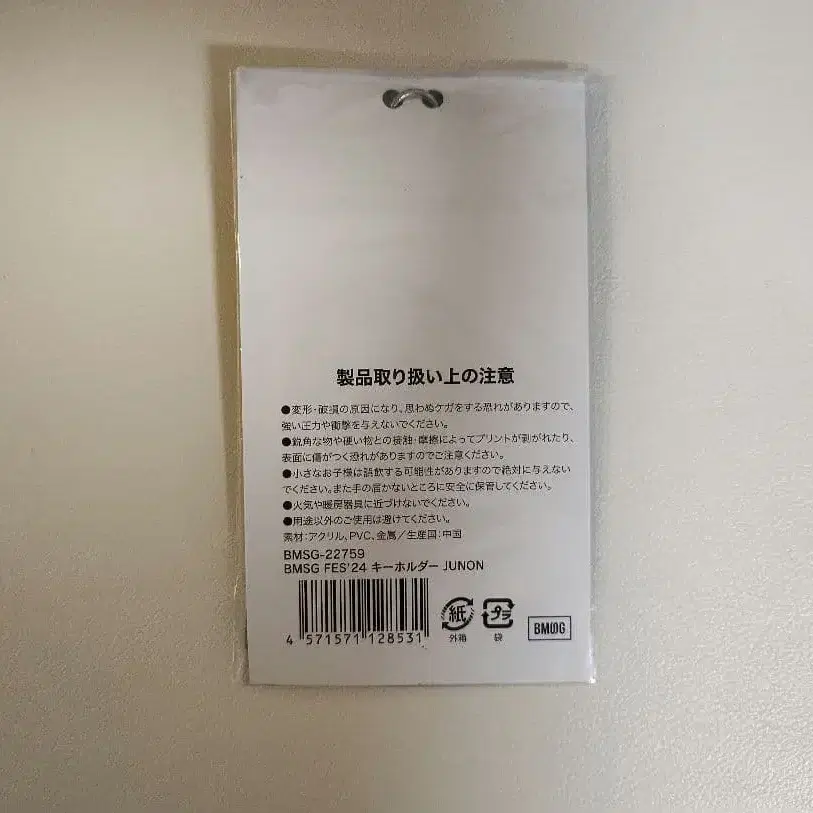 製品取り扱い上の注意
●変形・破損の原因になり、思わぬケガをする恐れがありますので、
強い圧力や衝撃を与えないでください。
●鋭角な物や硬い物との接触・摩擦によってプリントが剥がれたり、
表面に傷がつく恐れがありますのでご注意ください。
●小さなお子様は誤飲する可能性がありますので絶対に与えない
でください。また手の届かないところに安全に保管してください。
●火気や暖房器具に近づけないでください。
●用途以外のご使用は避けてください。
素材：アクリル、PVC、金属／生産国：中国
BMSG-22759
BMSG FES'24 キーホルダー JUNON
4 571571 128531
紙 外箱
プラ 袋
BMSG